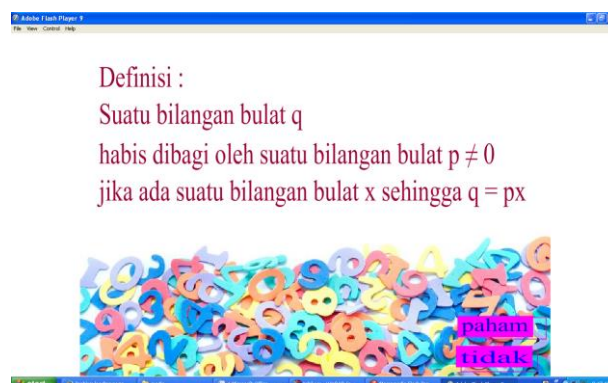 Adobe Flash Player 9
File View Control Help
Definisi :
Suatu bilangan bulat q
habis dibagi oleh suatu bilangan bulat p ≠ 0
jika ada suatu bilangan bulat x sehingga q = px
paham
tidak